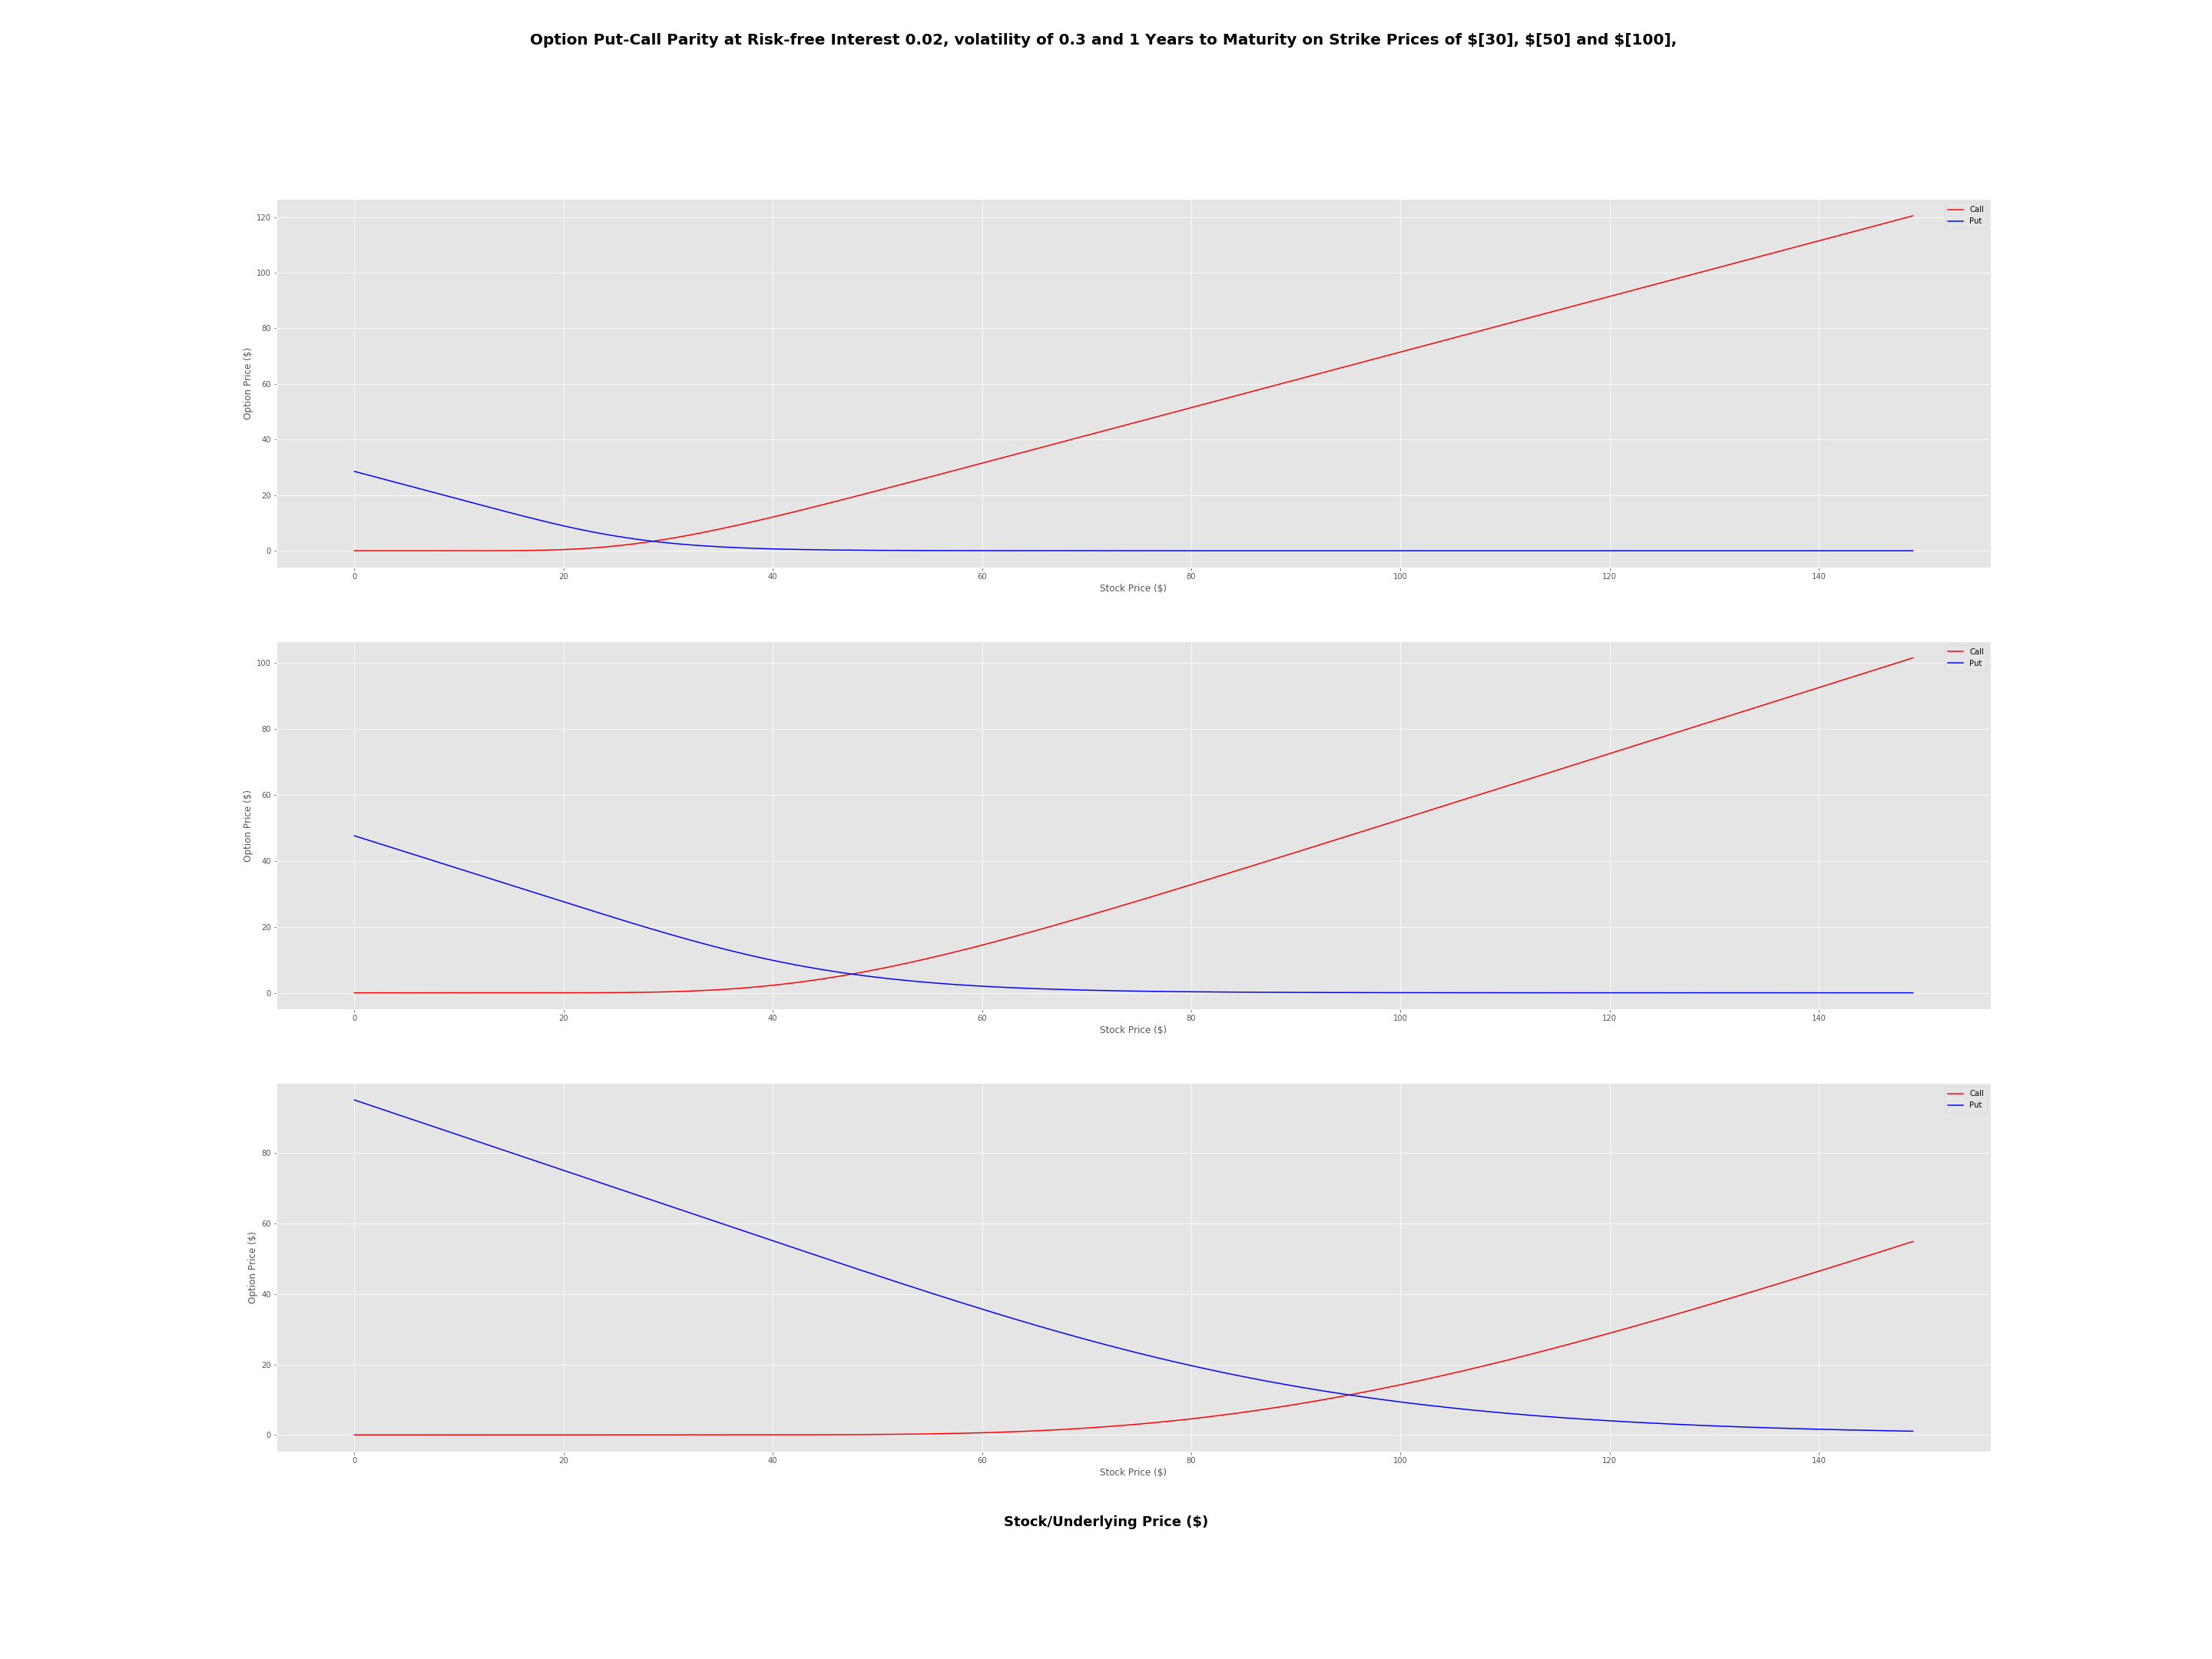 Option Put-Call Parity at Risk-free Interest 0.02, volatility of 0.3 and 1 Years to Maturity on Strike Prices of $[30], $[50] and $[100],
Call
Put
120
100
80
60
40
20
0
Option Price ($)
0 20 40 60 80 100 120 140
Stock Price ($)
Call
Put
100
80
60
40
20
0
Option Price ($)
0 20 40 60 80 100 120 140
Stock Price ($)
Call
Put
80
60
40
20
0
Option Price ($)
0 20 40 60 80 100 120 140
Stock Price ($)
Stock/Underlying Price ($)